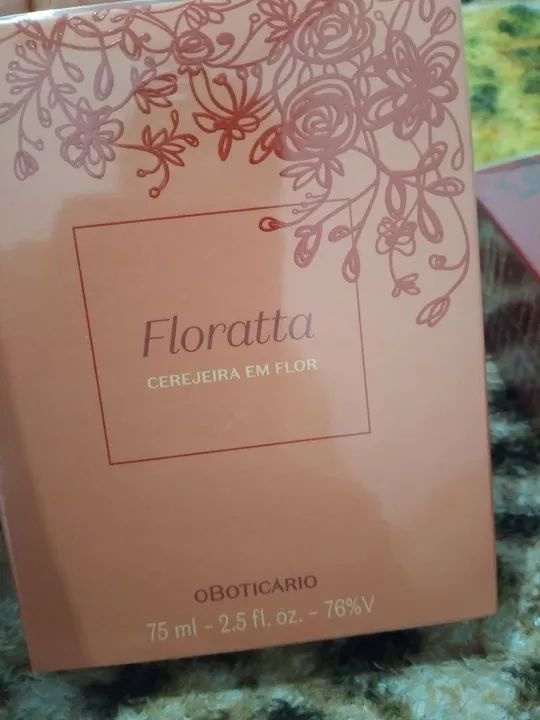 Floratta
CEREJEIRA EM FLOR
oBOTICÁRIO
75 ml - 2.5 fl. oz. - 76%V